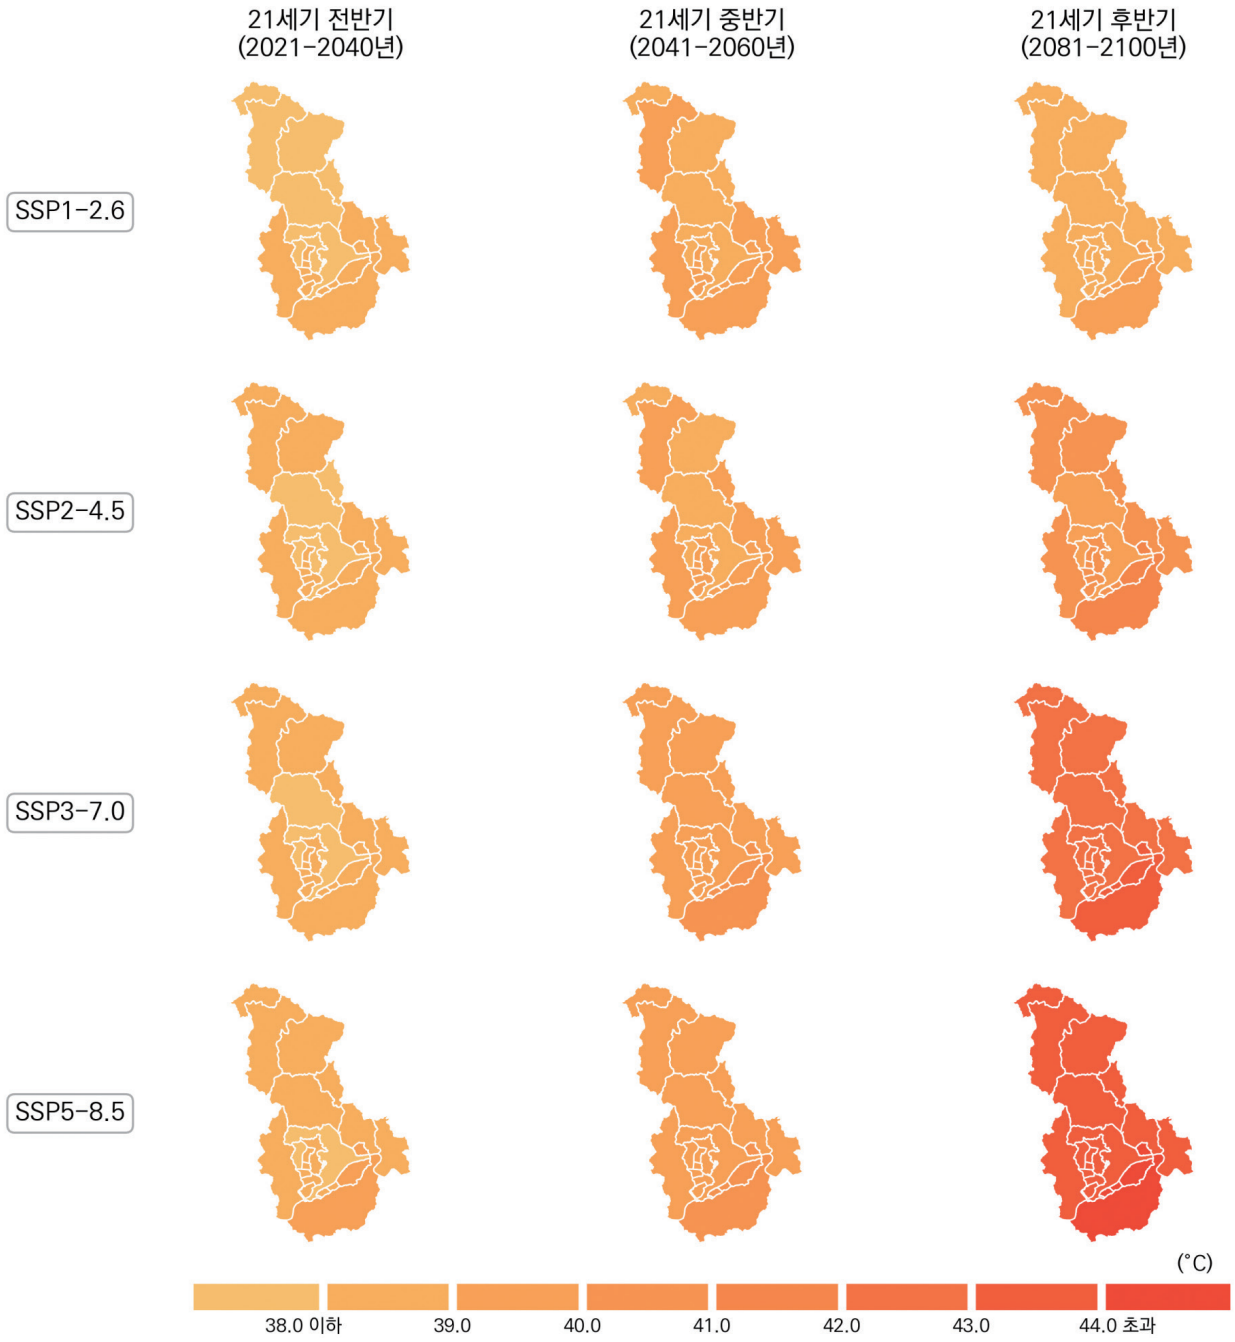 21세기 전반기
(2021-2040년)
21세기 중반기
(2041-2060년)
21세기 후반기
(2081-2100년)
SSP1-2.6
SSP2-4.5
SSP3-7.0
SSP5-8.5
(°C)
38.0 이하
39.0
40.0
41.0
42.0
43.0
44.0 초과